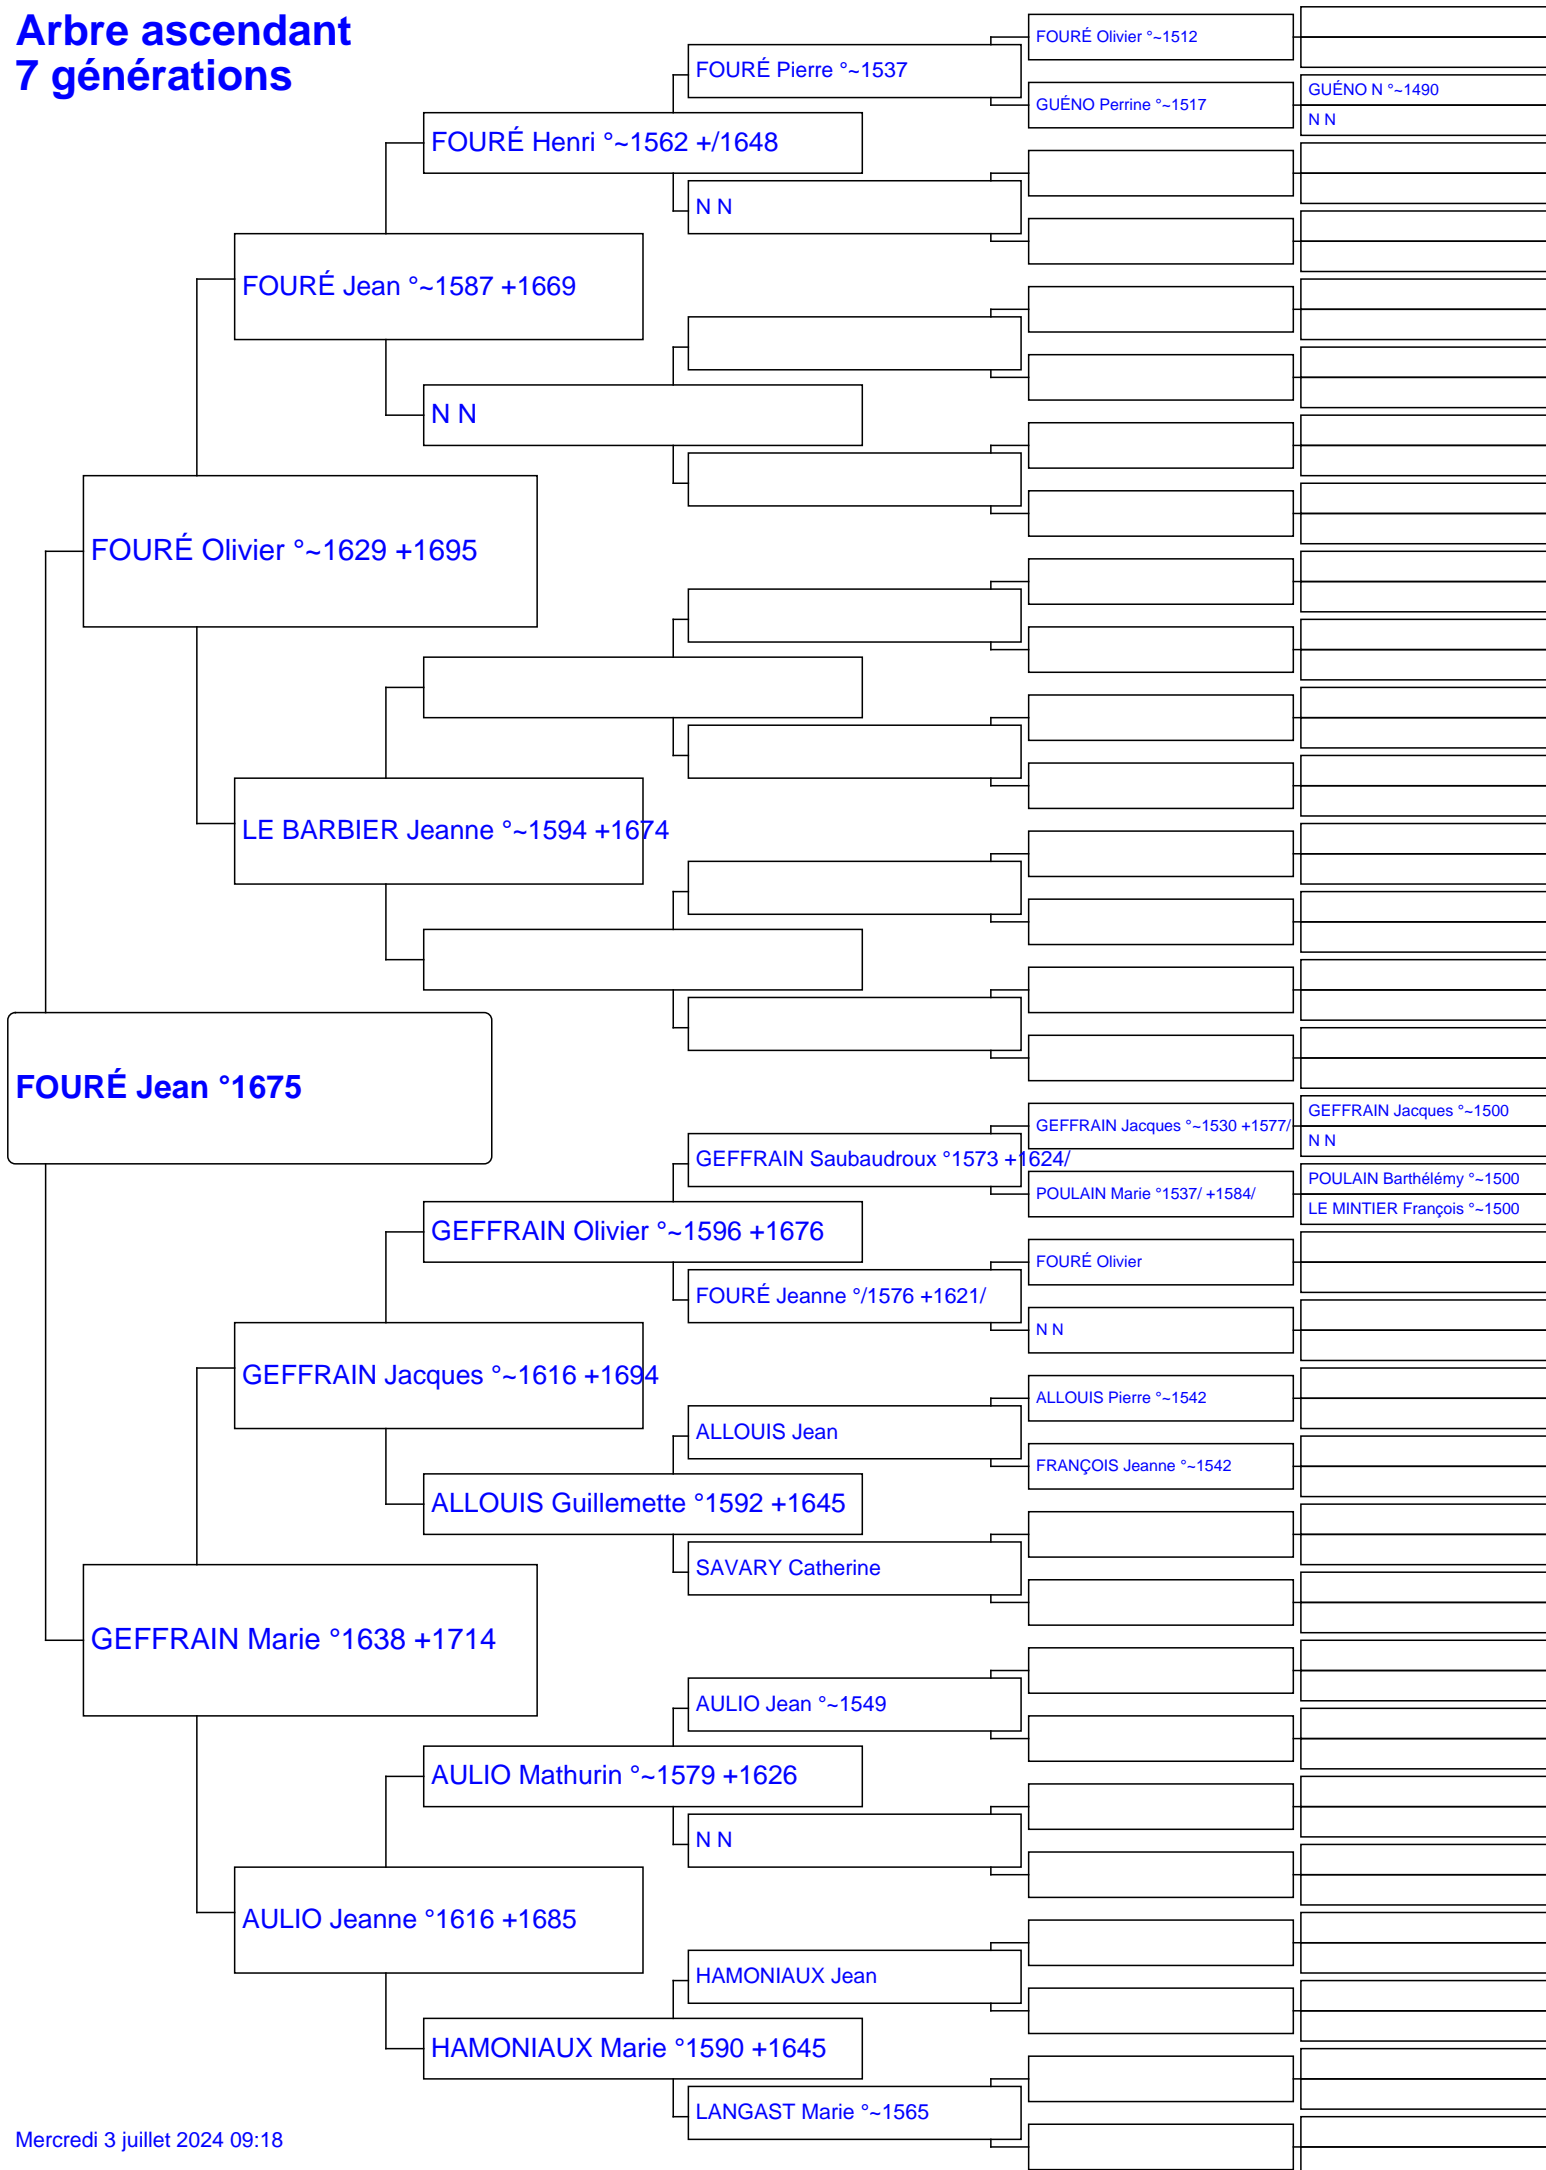 Arbre ascendant
7 générations
FOURÉ Olivier °~1512
FOURÉ Pierre °~1537
GUÉNO N °~1490
GUÉNO Perrine °~1517
N N
FOURÉ Henri °~1562 +/1648
N N
FOURÉ Jean °~1587 +1669
N N
FOURÉ Olivier °~1629 +1695
LE BARBIER Jeanne °~1594 +1674
FOURÉ Jean °1675
GEFFRAIN Jacques °~1500
GEFFRAIN Jacques °~1530 +1577/
N N
GEFFRAIN Saubaudroux °1573 +1624/
POULAIN Barthélémy °~1500
POULAIN Marie °1537/ +1584/
LE MINTIER François °~1500
GEFFRAIN Olivier °~1596 +1676
FOURÉ Olivier
FOURÉ Jeanne °/1576 +1621/
N N
GEFFRAIN Jacques °~1616 +1694
ALLOUIS Pierre °~1542
ALLOUIS Jean
FRANÇOIS Jeanne °~1542
ALLOUIS Guillemette °1592 +1645
SAVARY Catherine
GEFFRAIN Marie °1638 +1714
AULIO Jean °~1549
AULIO Mathurin °~1579 +1626
N N
AULIO Jeanne °1616 +1685
HAMONIAUX Jean
HAMONIAUX Marie °1590 +1645
LANGAST Marie °~1565
Mercredi 3 juillet 2024 09:18